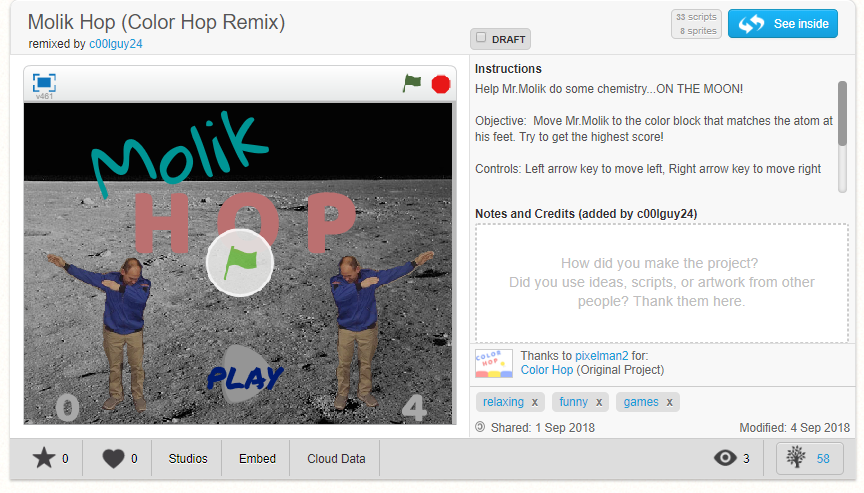 Molik Hop (Color Hop Remix)
remixed by c00lguy24
DRAFT
33 scripts
8 sprites
See inside
v461
Molik
HOP
PLAY
0
4
Instructions
Help Mr.Molik do some chemistry...ON THE MOON!
Objective:  Move Mr.Molik to the color block that matches the atom at
his feet. Try to get the highest score!
Controls: Left arrow key to move left, Right arrow key to move right
Notes and Credits (added by c00lguy24)
How did you make the project?
Did you use ideas, scripts, or artwork from other
people? Thank them here.
COLOR
HOP
Thanks to pixelman2 for:
Color Hop (Original Project)
relaxing x funny x games x
Shared: 1 Sep 2018 Modified: 4 Sep 2018
0 0 Studios Embed Cloud Data 3 58